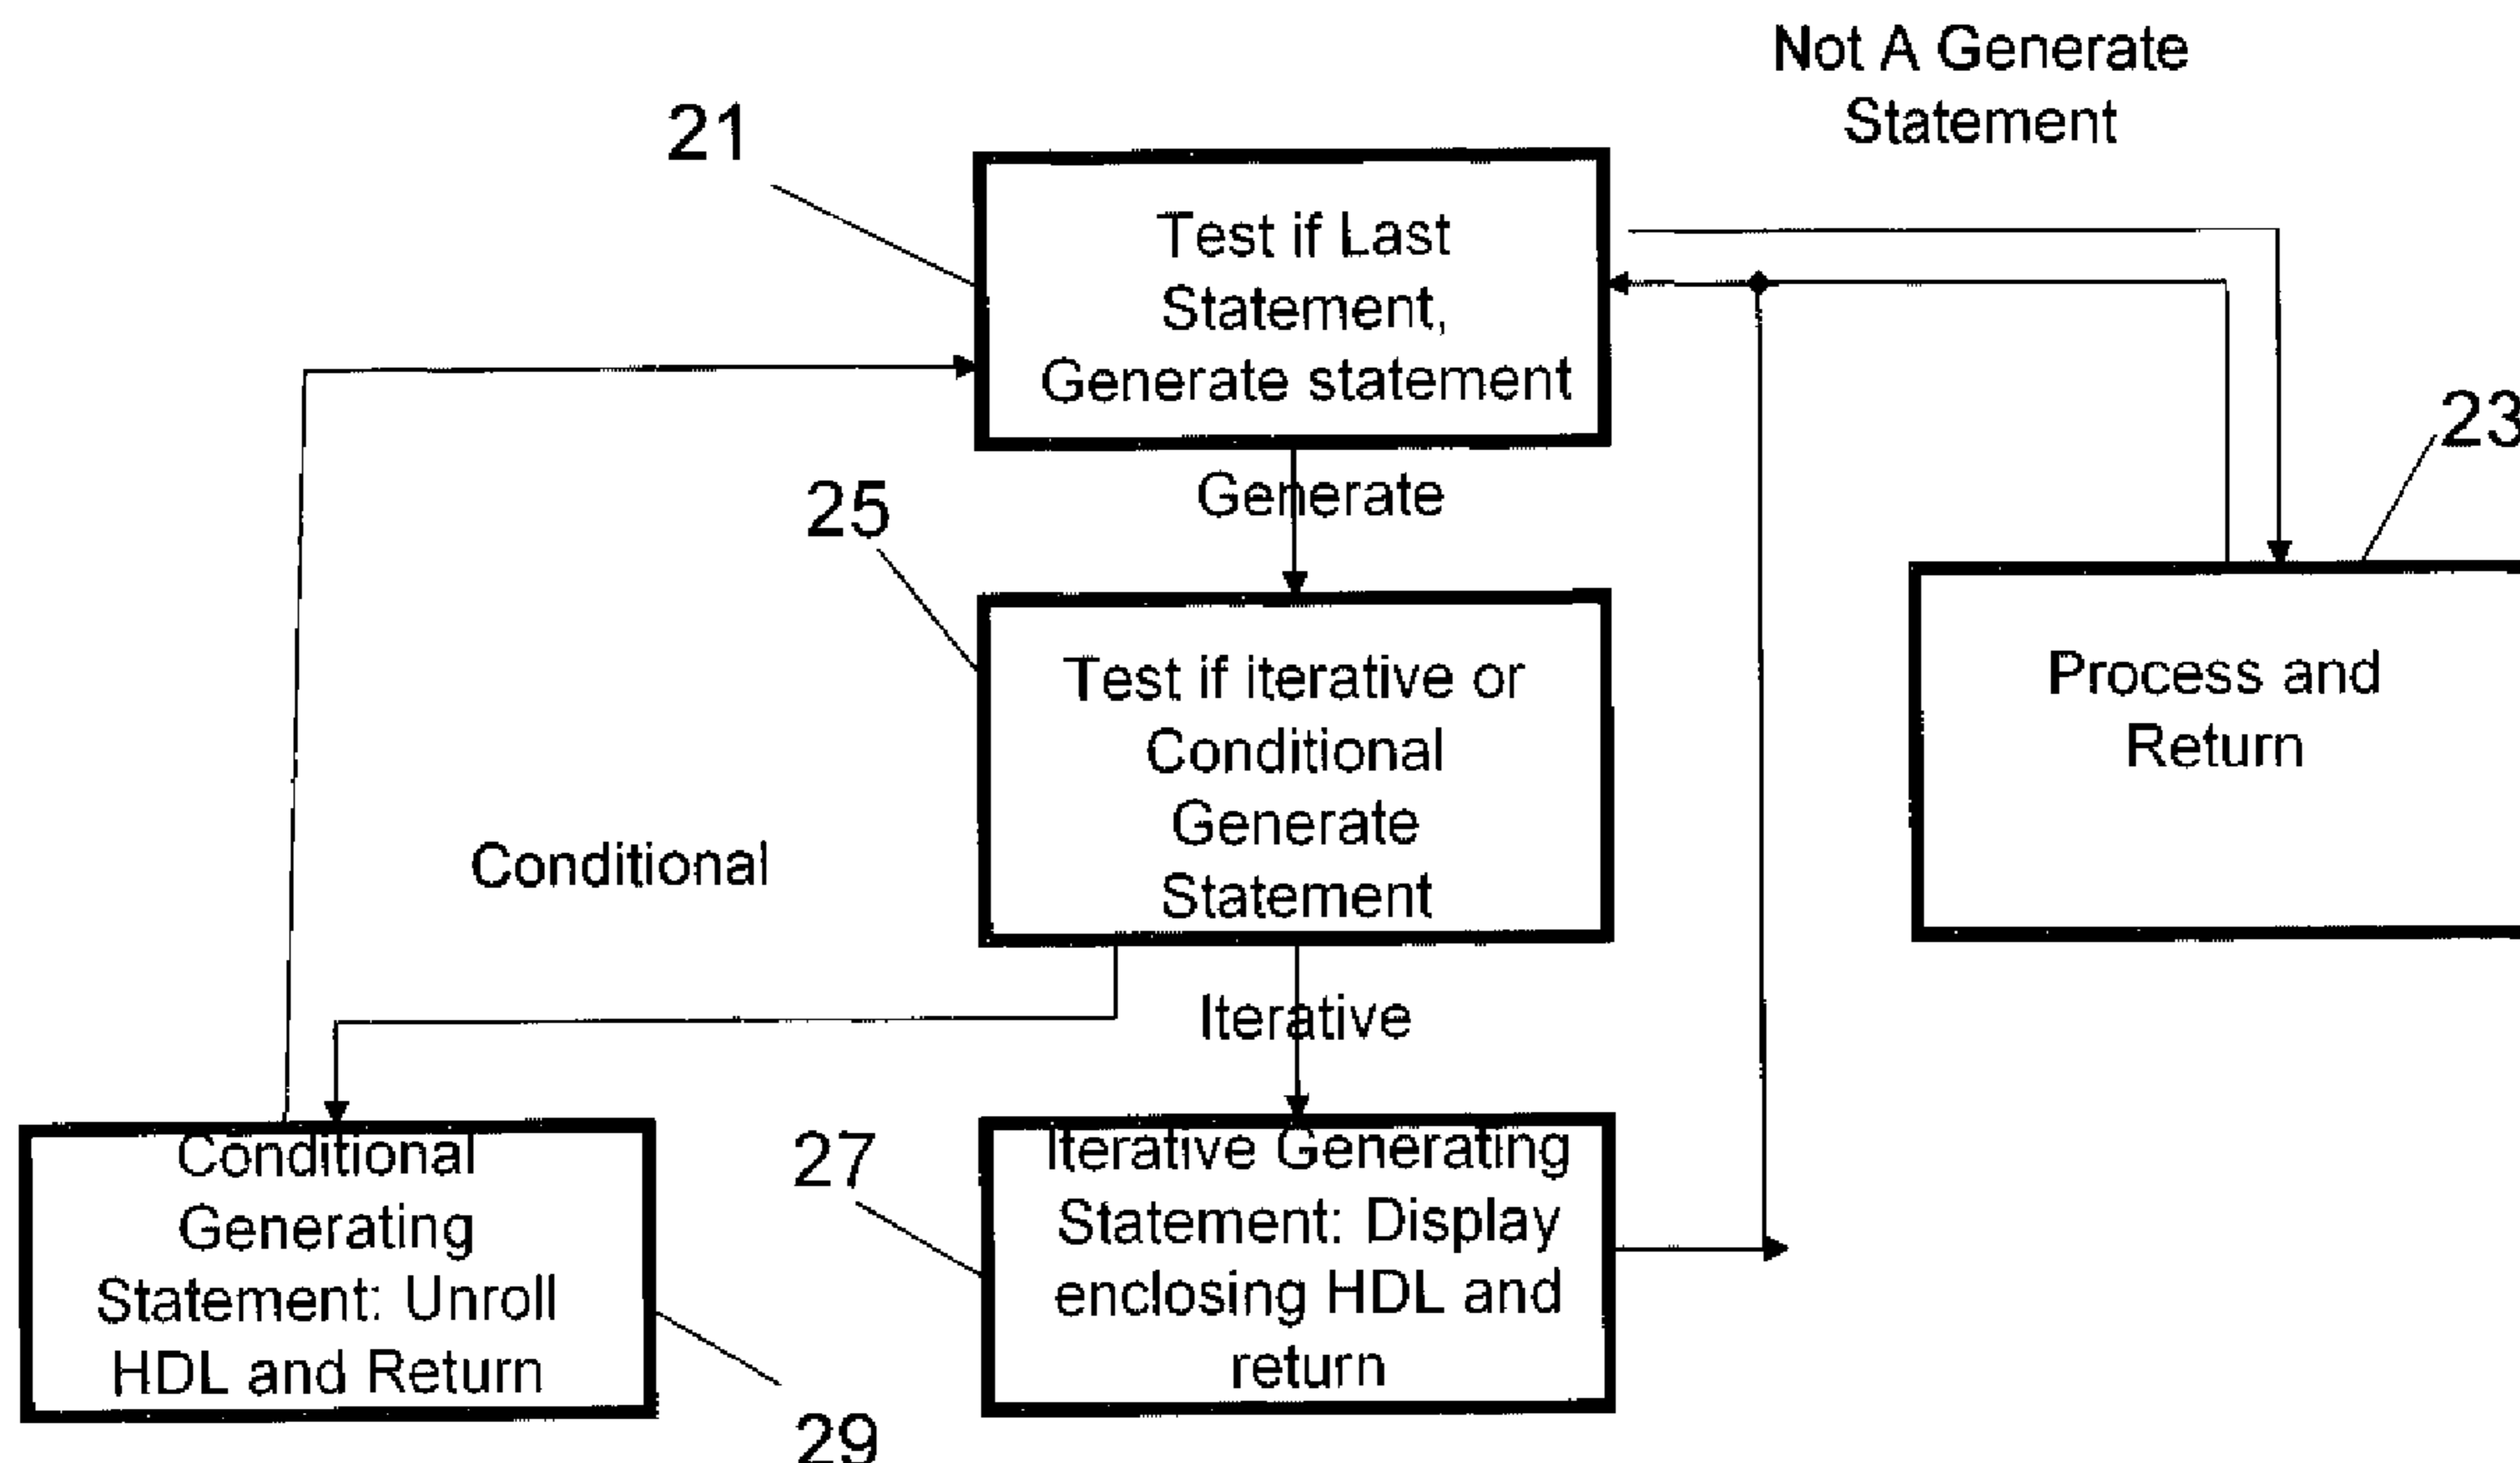 Not A Generate
Statement
21
Test if Last
Statement,
Generate statement
23
Generate
25
Test if iterative or
Conditional
Generate
Statement
Process and
Return
Conditional
Iterative
Conditional
Generating
Statement: Unroll
HDL and Return
27
Iterative Generating
Statement: Display
enclosing HDL and
return
29